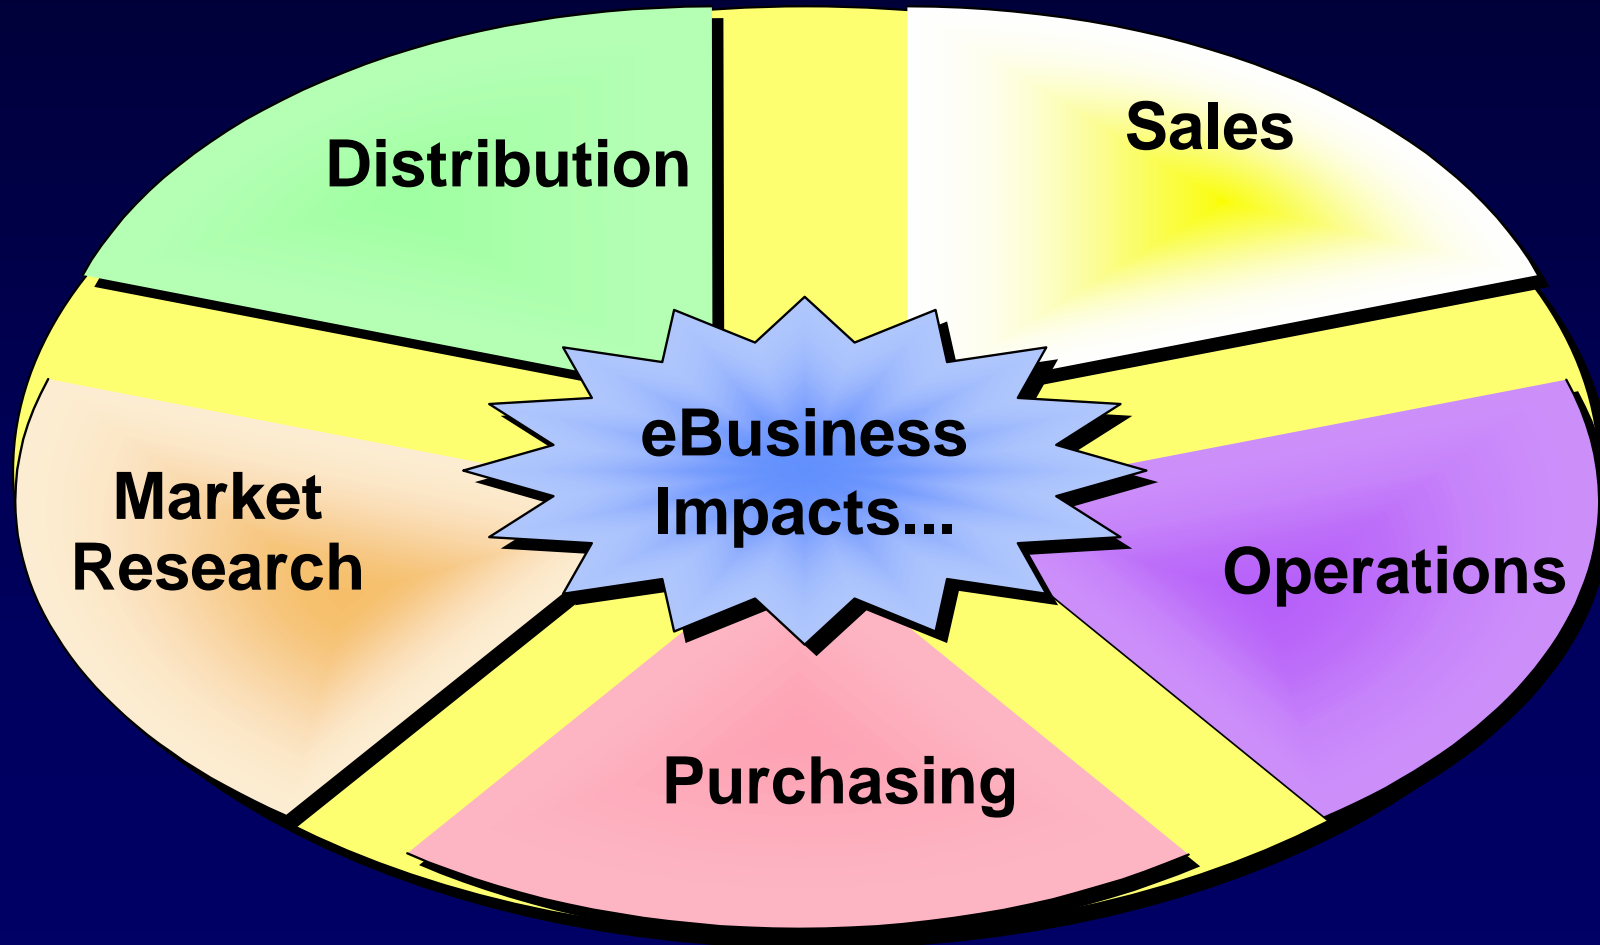 Distribution
Sales
eBusiness
Impacts...
Market
Research
Operations
Purchasing